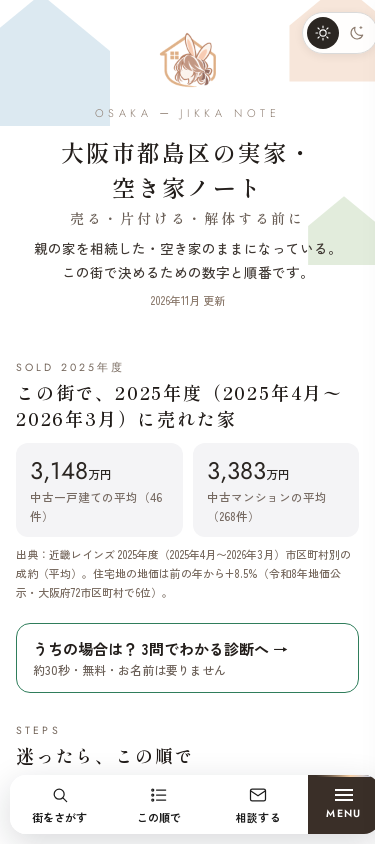 OSAKA — JIKKA NOTE
大阪市都島区の実家・
空き家ノート
売る・片付ける・解体する前に
親の家を相続した・空き家のままになっている。
この街で決めるための数字と順番です。
2026年11月 更新
SOLD 2025年度
この街で、2025年度（2025年4月〜
2026年3月）に売れた家
3,148万円
中古一戸建ての平均（46
件）
3,383万円
中古マンションの平均
（268件）
出典：近畿レインズ 2025年度（2025年4月〜2026年3月）市区町村別の
成約（平均）。住宅地の地価は前の年から+8.5%（令和8年地価公
示・大阪府72市区町村で6位）。
うちの場合は？ 3問でわかる診断へ →
約30秒・無料・お名前は要りません
STEPS
迷ったら、この順で
街をさがす
この順で
相談する
MENU